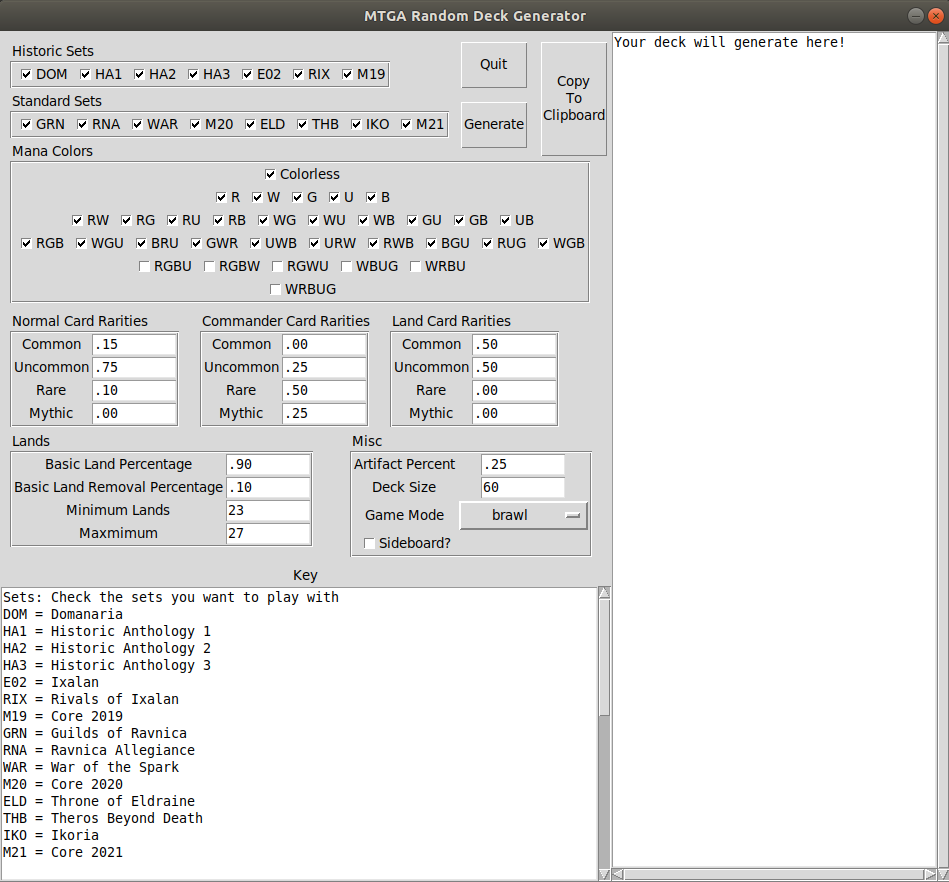 MTGA Random Deck Generator
Historic Sets
DOM HA1 HA2 HA3 E02 RIX M19
Standard Sets
GRN RNA WAR M20 ELD THB IKO M21
Quit
Generate
Copy
To
Clipboard
Mana Colors
Colorless
R W G U B
RW RG RU RB WG WU WB GU GB UB
RGB WGU BRU GWR UWB URW RWB BGU RUG WGB
RGBU RGBW RGWU WBUG WRBU
WRBUG
Normal Card Rarities
Common .15
Uncommon .75
Rare .10
Mythic .00
Commander Card Rarities
Common .00
Uncommon .25
Rare .50
Mythic .25
Land Card Rarities
Common .50
Uncommon .50
Rare .00
Mythic .00
Lands
Basic Land Percentage .90
Basic Land Removal Percentage .10
Minimum Lands 23
Maxmimum 27
Misc
Artifact Percent .25
Deck Size 60
Game Mode brawl
Sideboard?
Key
Sets: Check the sets you want to play with
DOM = Domanaria
HA1 = Historic Anthology 1
HA2 = Historic Anthology 2
HA3 = Historic Anthology 3
E02 = Ixalan
RIX = Rivals of Ixalan
M19 = Core 2019
GRN = Guilds of Ravnica
RNA = Ravnica Allegiance
WAR = War of the Spark
M20 = Core 2020
ELD = Throne of Eldraine
THB = Theros Beyond Death
IKO = Ikoria
M21 = Core 2021
Your deck will generate here!